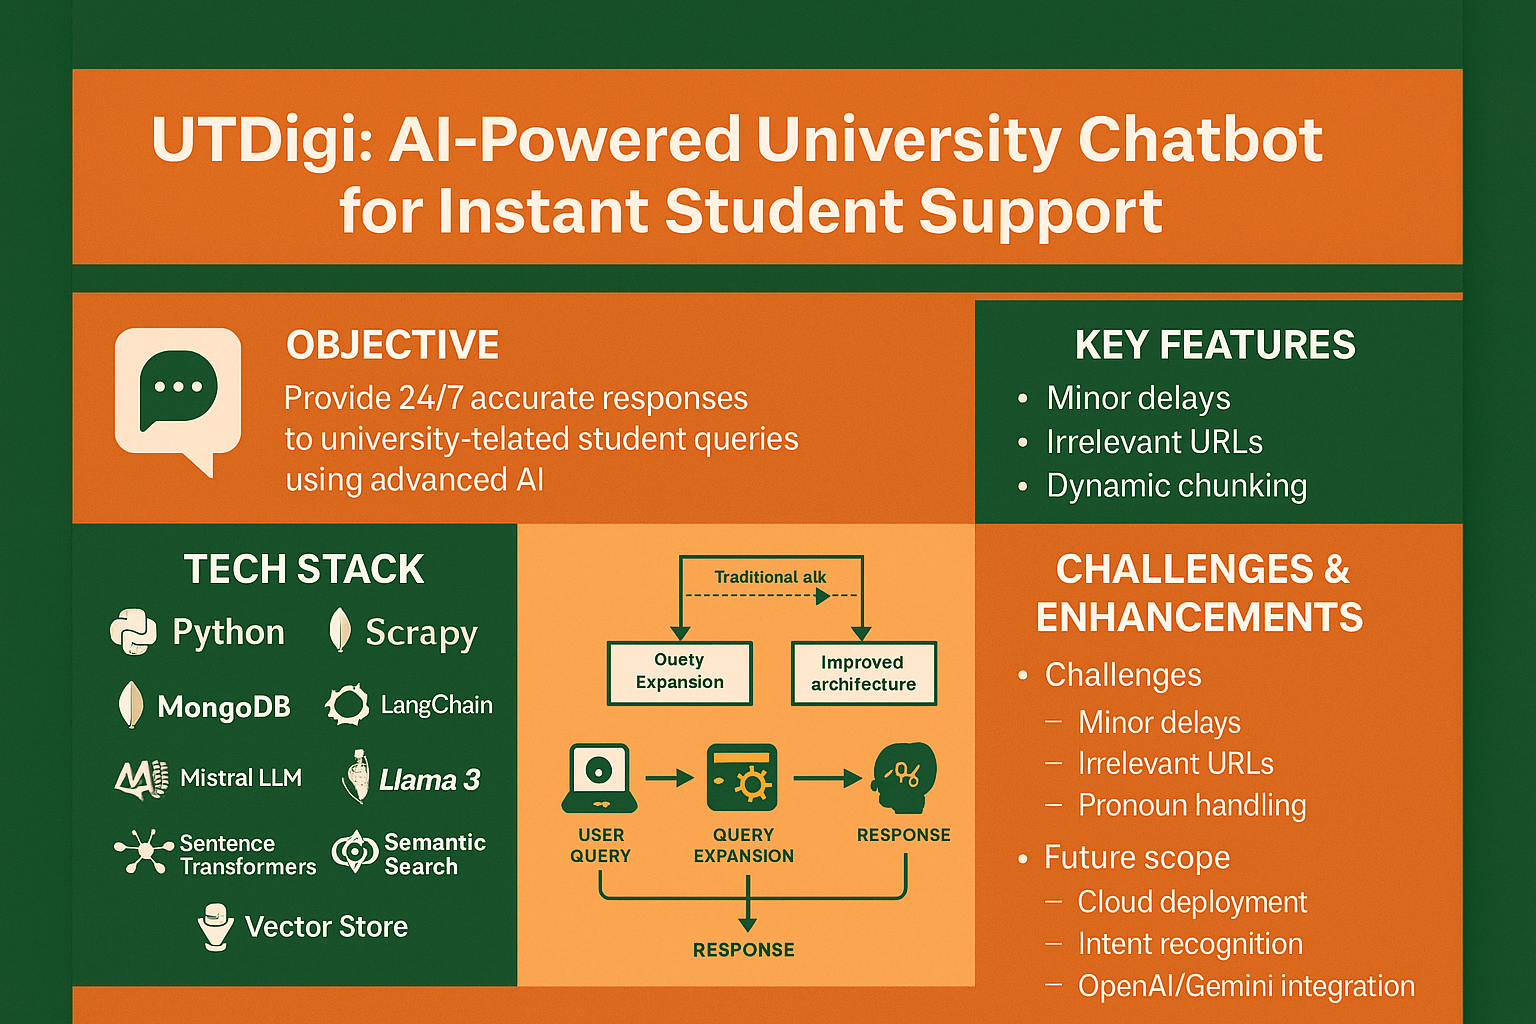 UTDigi: AI-Powered University Chatbot
for Instant Student Support
OBJECTIVE
Provide 24/7 accurate responses
to university-telated student queries
using advanced AI
KEY FEATURES
• Minor delays
• Irrelevant URLs
• Dynamic chunking
TECH STACK
Python
Scrapy
MongoDB
LangChain
Mistral LLM
Llama 3
Sentence
Transformers
Semantic
Search
Vector Store
Traditional alk
Ouety
Expansion
Improved
archifecture
USER
QUERY
QUERY
EXPANSION
RESPONSE
RESPONSE
CHALLENGES &
ENHANCEMENTS
• Challenges
– Minor delays
– Irrelevant URLs
– Pronoun handling
• Future scope
– Cloud deployment
– Intent recognition
– OpenAI/Gemini integration